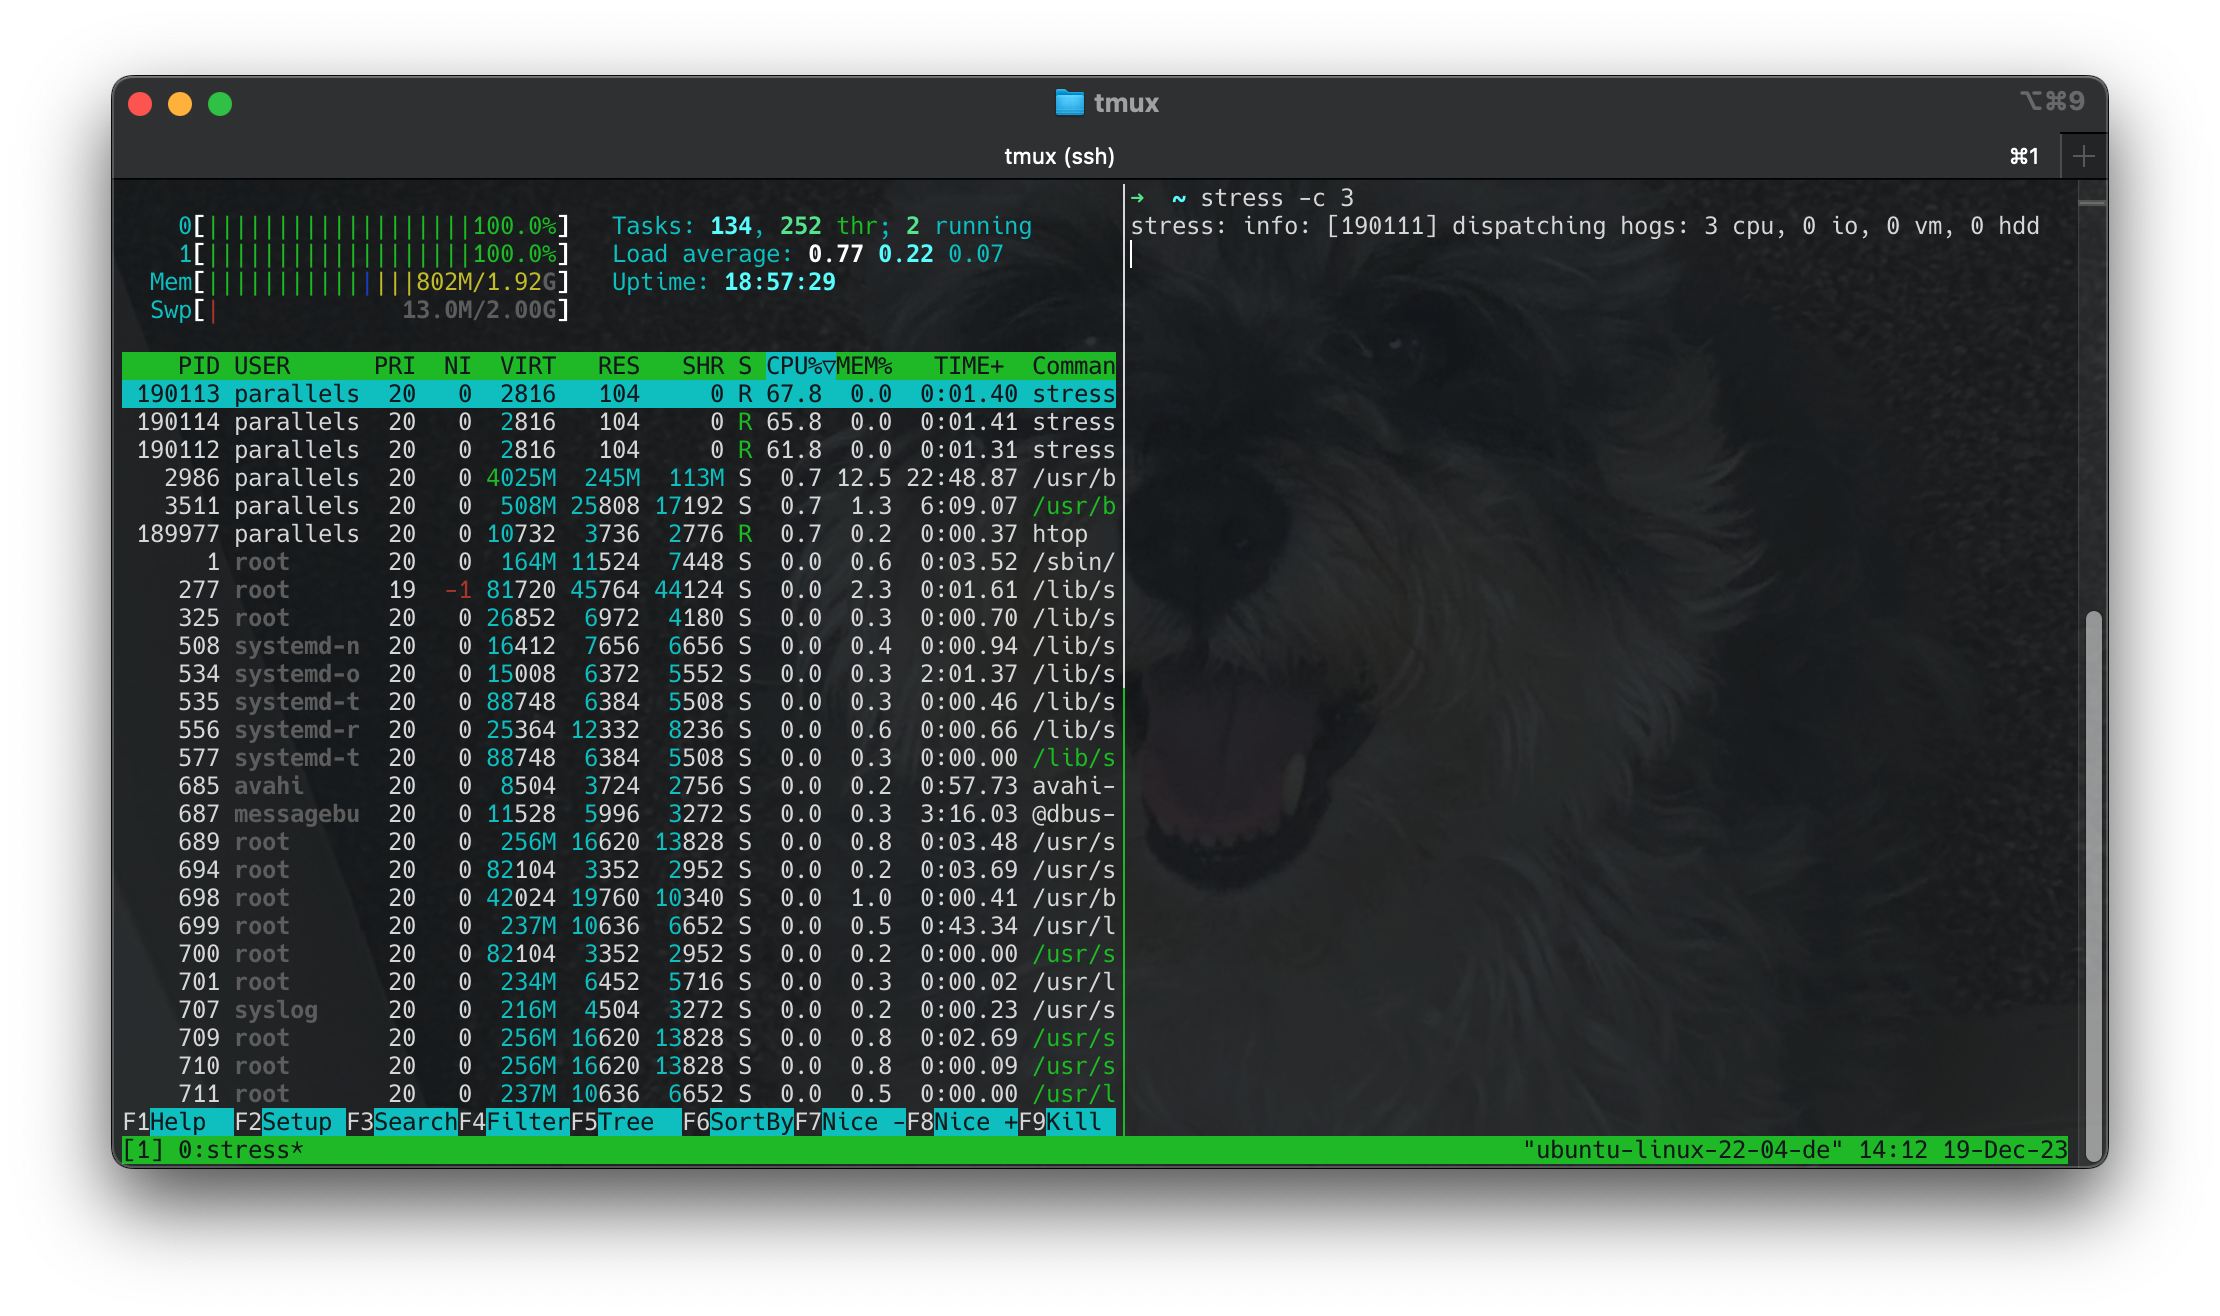 tmux
⌥⌘9
tmux (ssh)
⌘1
0[|||||||||||||||||||100.0%] Tasks: 134, 252 thr; 2 running
1[|||||||||||||||||||100.0%] Load average: 0.77 0.22 0.07
Mem[|||||||||||||||802M/1.92G] Uptime: 18:57:29
Swp[| 13.0M/2.00G]
PID USER PRI NI VIRT RES SHR S CPU%▽MEM% TIME+ Comman
190113 parallels 20 0 2816 104 0 R 67.8 0.0 0:01.40 stress
190114 parallels 20 0 2816 104 0 R 65.8 0.0 0:01.41 stress
190112 parallels 20 0 2816 104 0 R 61.8 0.0 0:01.31 stress
2986 parallels 20 0 4025M 245M 113M S 0.7 12.5 22:48.87 /usr/b
3511 parallels 20 0 508M 25808 17192 S 0.7 1.3 6:09.07 /usr/b
189977 parallels 20 0 10732 3736 2776 R 0.7 0.2 0:00.37 htop
1 root 20 0 164M 11524 7448 S 0.0 0.6 0:03.52 /sbin/
277 root 19 -1 81720 45764 44124 S 0.0 2.3 0:01.61 /lib/s
325 root 20 0 26852 6972 4180 S 0.0 0.3 0:00.70 /lib/s
508 systemd-n 20 0 16412 7656 6656 S 0.0 0.4 0:00.94 /lib/s
534 systemd-o 20 0 15008 6372 5552 S 0.0 0.3 2:01.37 /lib/s
535 systemd-t 20 0 88748 6384 5508 S 0.0 0.3 0:00.46 /lib/s
556 systemd-r 20 0 25364 12332 8236 S 0.0 0.6 0:00.66 /lib/s
577 systemd-t 20 0 88748 6384 5508 S 0.0 0.3 0:00.00 /lib/s
685 avahi 20 0 8504 3724 2756 S 0.0 0.2 0:57.73 avahi-
687 messagebu 20 0 11528 5996 3272 S 0.0 0.3 3:16.03 @dbus-
689 root 20 0 256M 16620 13828 S 0.0 0.8 0:03.48 /usr/s
694 root 20 0 82104 3352 2952 S 0.0 0.2 0:03.69 /usr/s
698 root 20 0 42024 19760 10340 S 0.0 1.0 0:00.41 /usr/b
699 root 20 0 237M 10636 6652 S 0.0 0.5 0:43.34 /usr/l
700 root 20 0 82104 3352 2952 S 0.0 0.2 0:00.00 /usr/s
701 root 20 0 234M 6452 5716 S 0.0 0.3 0:00.02 /usr/l
707 syslog 20 0 216M 4504 3272 S 0.0 0.2 0:00.23 /usr/s
709 root 20 0 256M 16620 13828 S 0.0 0.8 0:02.69 /usr/s
710 root 20 0 256M 16620 13828 S 0.0 0.8 0:00.09 /usr/s
711 root 20 0 237M 10636 6652 S 0.0 0.5 0:00.00 /usr/l
F1Help F2Setup F3SearchF4FilterF5Tree F6SortByF7Nice -F8Nice +F9Kill
➜ ~ stress -c 3
stress: info: [190111] dispatching hogs: 3 cpu, 0 io, 0 vm, 0 hdd
[1] 0:stress* "ubuntu-linux-22-04-de" 14:12 19-Dec-23